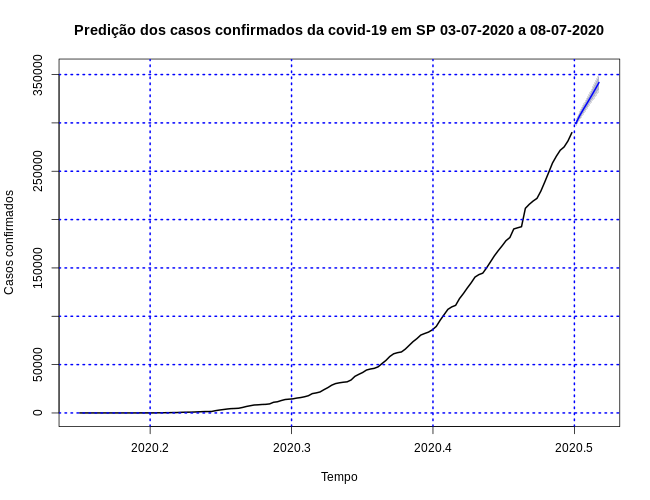 Predição dos casos confirmados da covid-19 em SP 03-07-2020 a 08-07-2020
Casos confirmados
350000
250000
150000
50000
0
2020.2 2020.3 2020.4 2020.5
Tempo